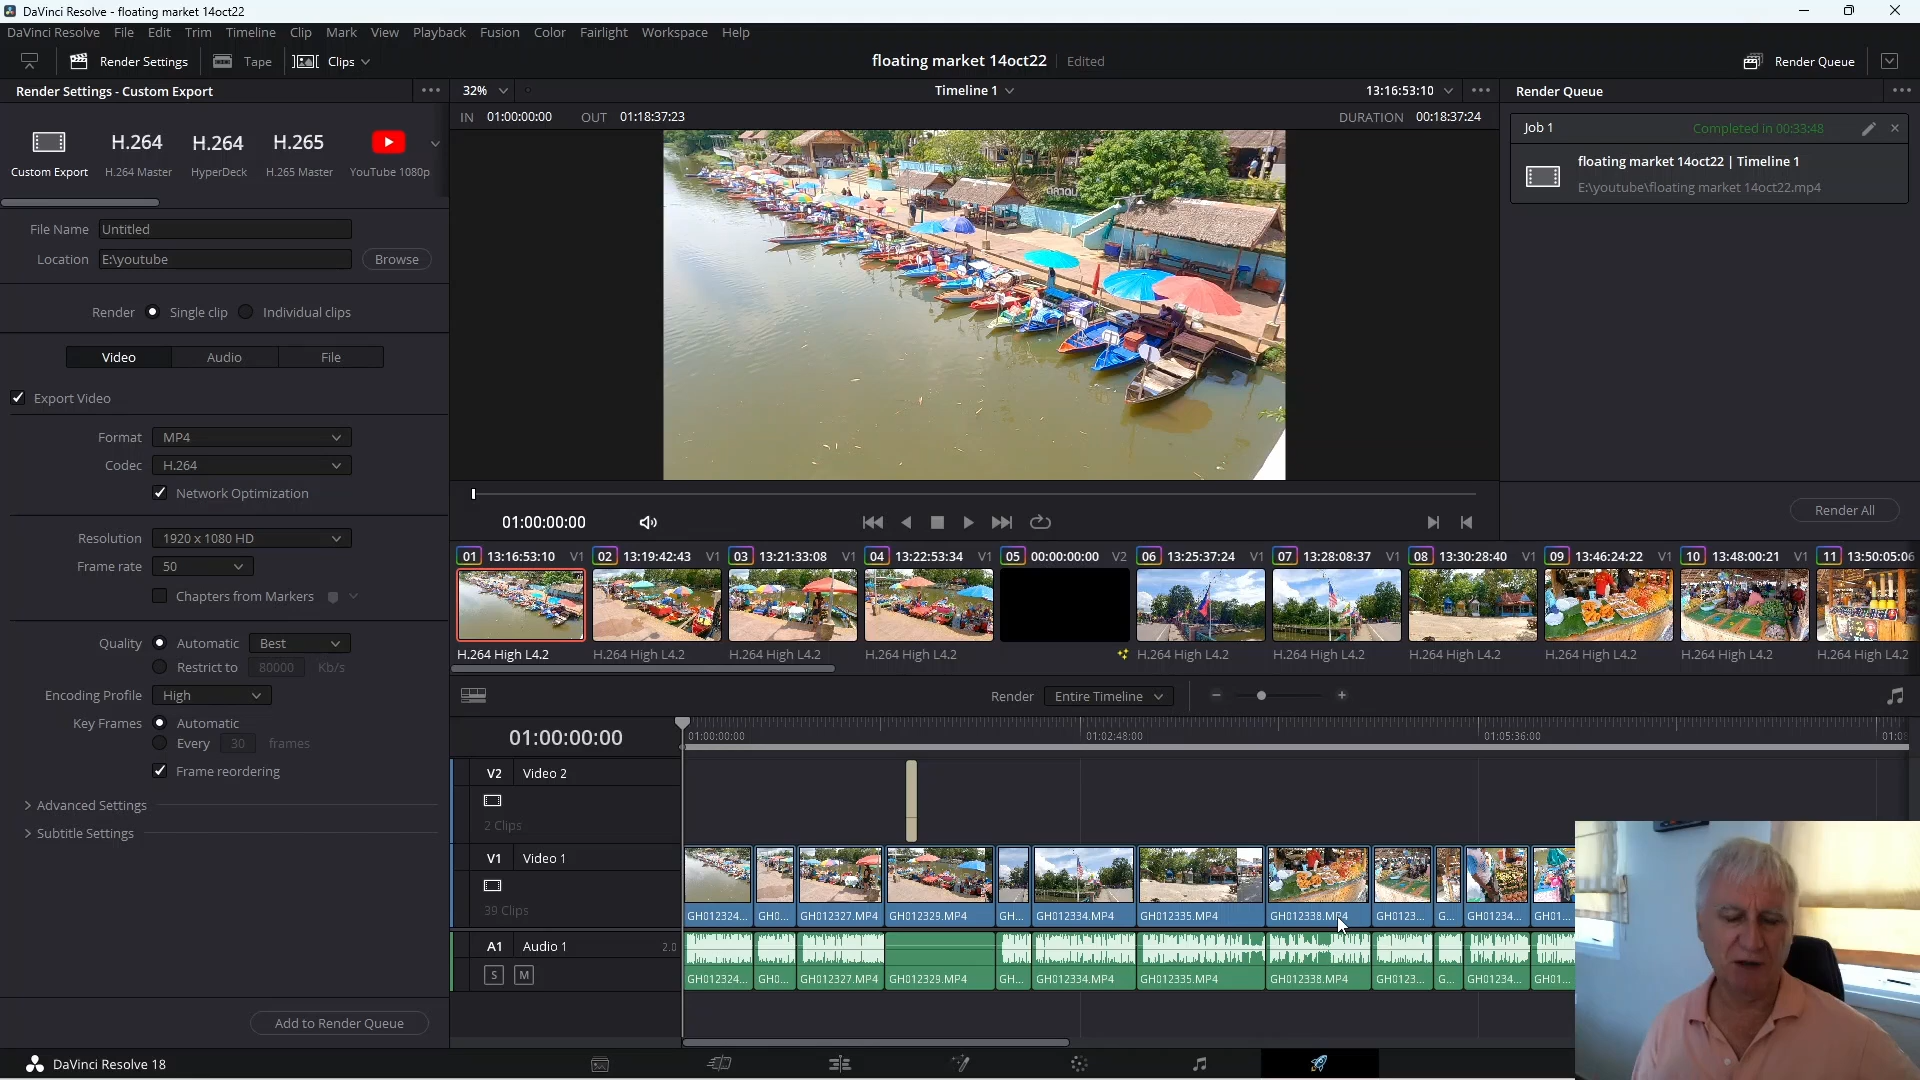 DaVinci Resolve - floating market 14oct22
DaVinci Resolve File Edit Trim Timeline Clip Mark View Playback Fusion Color Fairlight Workspace Help
Render Settings Tape Clips
floating market 14oct22 Edited
Render Queue
Render Settings - Custom Export
32%
Timeline 1
13:16:53:10
Render Queue
IN 01:00:00:00 OUT 01:18:37:23
DURATION 00:18:37:24
H.264 H.264 H.265
Custom Export H.264 Master HyperDeck H.265 Master YouTube 1080p
Job 1 Completed in 00:33:48
floating market 14oct22 | Timeline 1
E:\youtube\floating market 14oct22.mp4
File Name Untitled
Location E:\youtube Browse
Render Single clip Individual clips
Video Audio File
Export Video
Format MP4
Codec H.264
Network Optimization
Resolution 1920 x 1080 HD
Frame rate 50
Chapters from Markers
Quality Automatic Best
Restrict to 80000 Kb/s
Encoding Profile High
Key Frames Automatic
Every 30 frames
Frame reordering
Advanced Settings
Subtitle Settings
Add to Render Queue
01:00:00:00
Render All
01 13:16:53:10 V1 02 13:19:42:43 V1 03 13:21:33:08 V1 04 13:22:53:34 V1 05 00:00:00:00 V2 06 13:25:37:24 V1 07 13:28:08:37 V1 08 13:30:28:40 V1 09 13:46:24:22 V1 10 13:48:00:21 V1 11 13:50:05:06
H.264 High L4.2 H.264 High L4.2 H.264 High L4.2 H.264 High L4.2 H.264 High L4.2 H.264 High L4.2 H.264 High L4.2 H.264 High L4.2 H.264 High L4.2 H.264 High L4.2
Render Entire Timeline
01:00:00:00
01:00:00:00 01:02:48:00 01:05:36:00 01:0
V2 Video 2
2 Clips
V1 Video 1
39 Clips
GH012324... GH0... GH012327.MP4 GH012329.MP4 GH... GH012334.MP4 GH012335.MP4 GH012338.MP4 GH0123... G... GH01234... GH01...
A1 Audio 1 2.0
S M
GH012324... GH0... GH012327.MP4 GH012329.MP4 GH... GH012334.MP4 GH012335.MP4 GH012338.MP4 GH0123... G... GH01234... GH01...
DaVinci Resolve 18